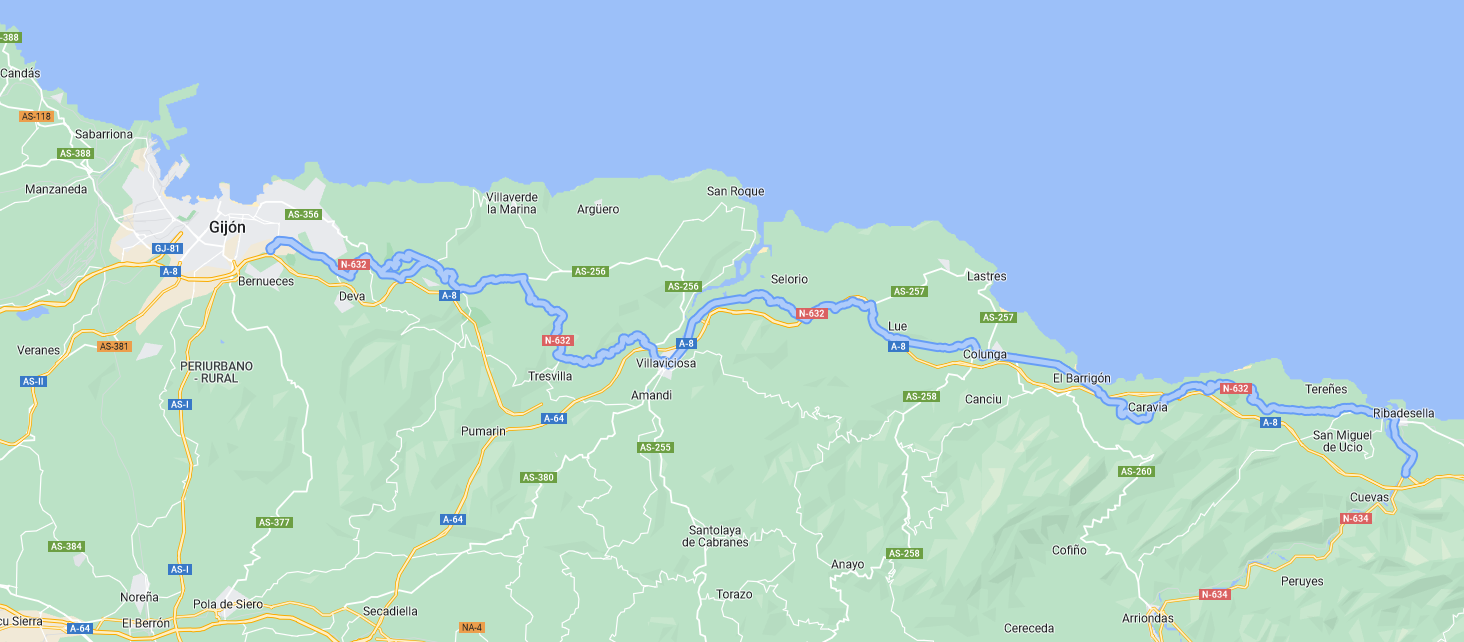 -388
Candás
AS-118
Sabarriona
AS-388
Manzaneda
San Roque
Villaverde
la Marina
Argüero
AS-356
Gijón
GJ-81
N-632
A-8
AS-256
Selorio
Lastres
Bernueces
AS-256
Deva
A-8
AS-257
N-632
AS-257
Lue
N-632
AS-381
A-8
A-8
Veranes
Colunga
PERIURBANO
- RURAL
Villaviciosa
Tresvilla
AS-II
El Barrigón
N-632
Tereñes
Amandi
AS-258
Canciu
AS-I
Caravia
Ribadesella
A-64
A-8
Pumarin
San Miguel
de Ucio
AS-255
AS-260
AS-380
Cuevas
A-64
AS-377
N-634
Santolaya
de Cabranes
AS-384
AS-258
Cofiño
AS-I
Anayo
Peruyes
Noreña
Torazo
N-634
Pola de Siero
Secadiella
Arriondas
cu Sierra
A-64
El Berrón
NA-4
Cereceda